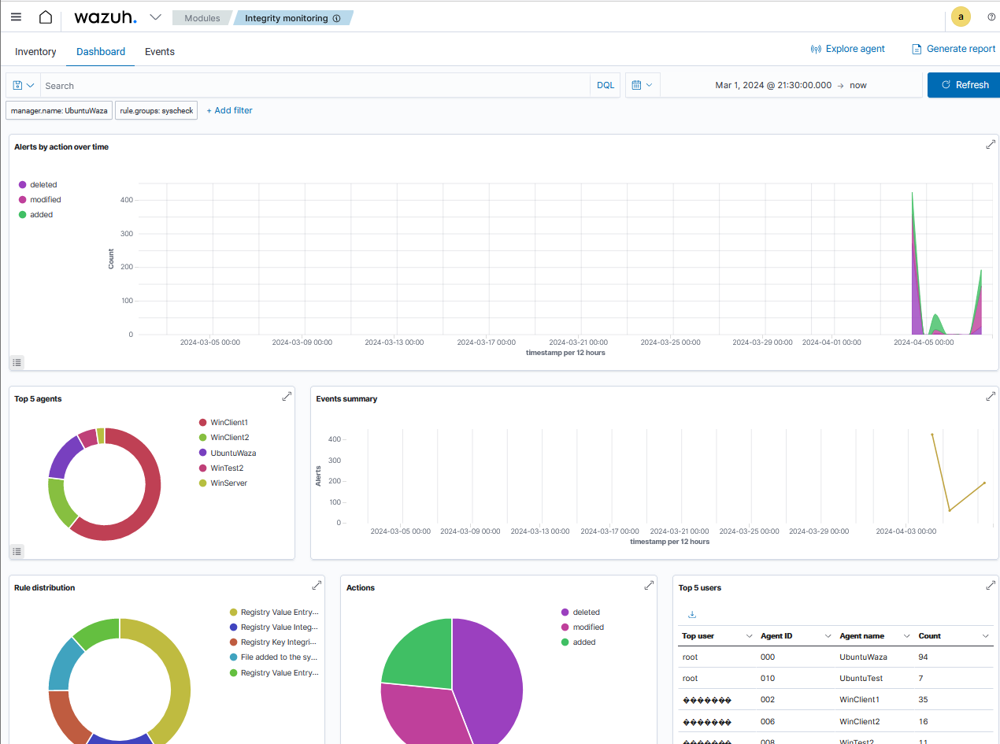 wazuh. Modules Integrity monitoring a
Inventory Dashboard Events Explore agent Generate report
Search DQL Mar 1, 2024 @ 21:30:00.000 → now Refresh
manager.name: UbuntuWaza rule.groups: syscheck + Add filter
Alerts by action over time
deleted
modified
added
400
300
200
100
0
Count
2024-03-05 00:00 2024-03-09 00:00 2024-03-13 00:00 2024-03-17 00:00 2024-03-21 00:00 2024-03-25 00:00 2024-03-29 00:00 2024-04-01 00:00 2024-04-05 00:00
timestamp per 12 hours
Top 5 agents
WinClient1
WinClient2
UbuntuWaza
WinTest2
WinServer
Events summary
400
300
200
100
0
Alerts
2024-03-05 00:00 2024-03-09 00:00 2024-03-13 00:00 2024-03-17 00:00 2024-03-21 00:00 2024-03-25 00:00 2024-03-29 00:00 2024-04-03 00:00
timestamp per 12 hours
Rule distribution
Registry Value Entry...
Registry Value Integ...
Registry Key Integri...
File added to the sy...
Registry Value Entry...
Actions
deleted
modified
added
Top 5 users
Top user Agent ID Agent name Count
root 000 UbuntuWaza 94
root 010 UbuntuTest 7
������� 002 WinClient1 35
������� 006 WinClient2 16
������� 008 WinTest2 11